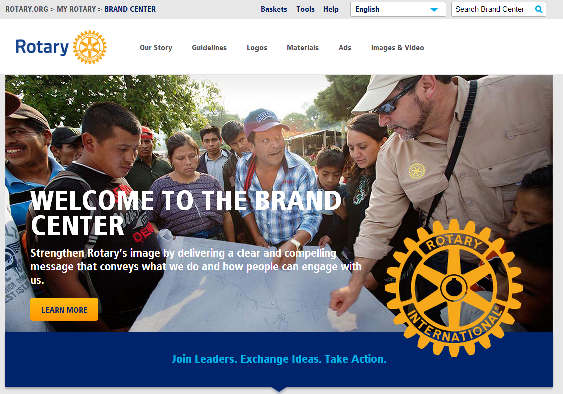 ROTARY.ORG > MY ROTARY > BRAND CENTER
Baskets Tools Help English Search Brand Center
Rotary
Our Story Guidelines Logos Materials Ads Images & Video
WELCOME TO THE BRAND
CENTER
Strengthen Rotary's image by delivering a clear and compelling
message that conveys what we do and how people can engage with
us.
LEARN MORE
ROTARY
INTERNATIONAL
Join Leaders. Exchange Ideas. Take Action.